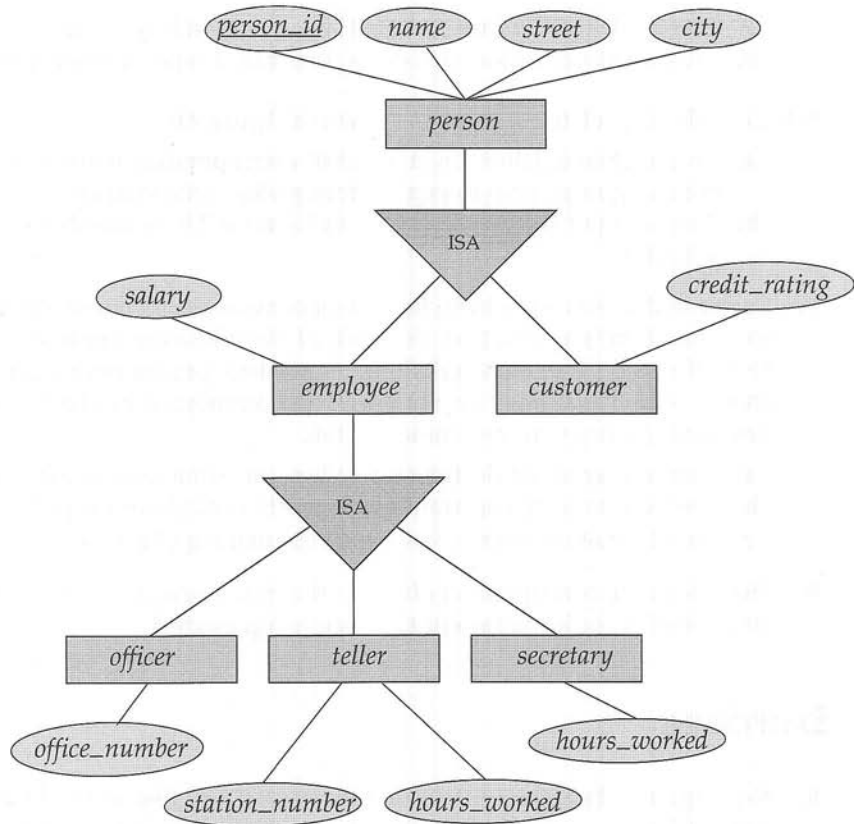 person_id name street city
person
ISA
salary
credit_rating
employee customer
ISA
officer teller secretary
office_number
hours_worked
station_number hours_worked